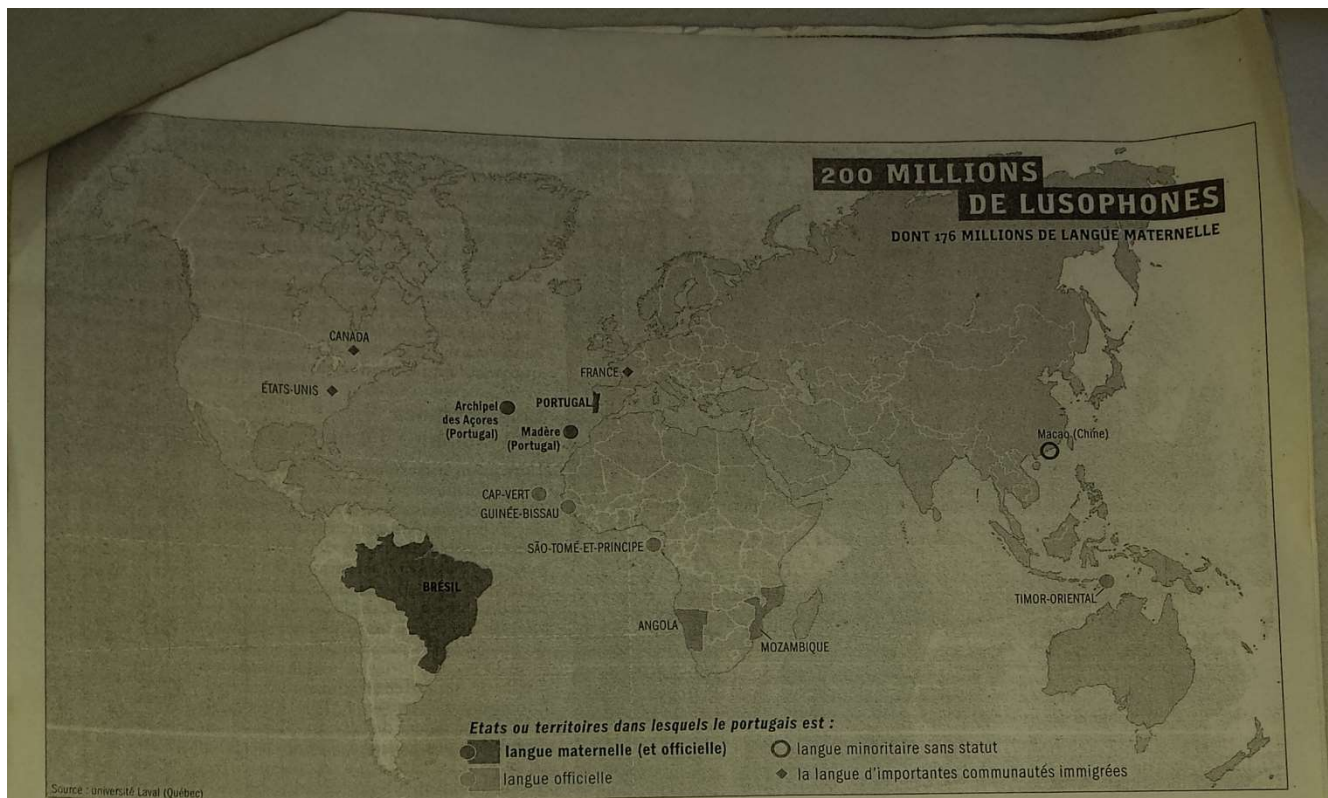 200 MILLIONS
DE LUSOPHONES
DONT 176 MILLIONS DE LANGUE MATERNELLE
CANADA
ÉTATS-UNIS
FRANCE
PORTUGAL
Archipel
des Açores
(Portugal)
Madère
(Portugal)
Macao (Chine)
CAP-VERT
GUINÉE-BISSAU
SÃO-TOMÉ-ET-PRINCIPE
BRÉSIL
TIMOR-ORIENTAL
ANGOLA
MOZAMBIQUE
Etats ou territoires dans lesquels le portugais est :
langue maternelle (et officielle)
langue minoritaire sans statut
langue officielle
la langue d'importantes communautés immigrées
Source : université Laval (Québec)